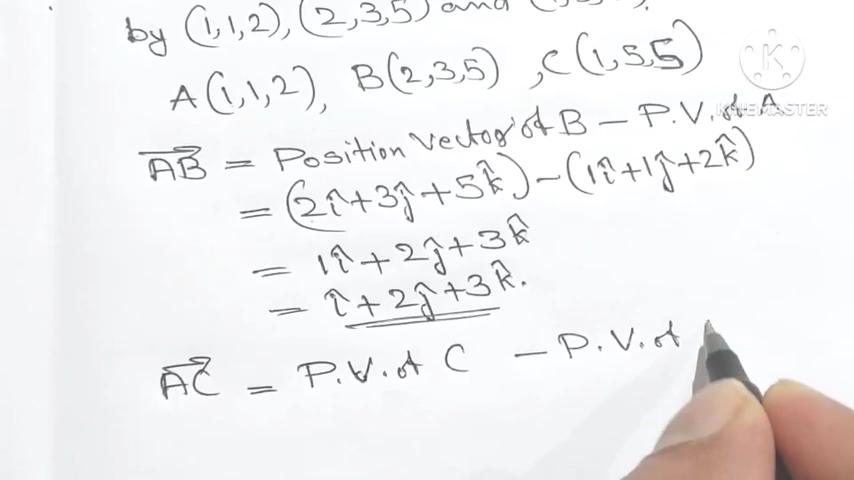 by (1,1,2), (2,3,5) and
A(1,1,2), B(2,3,5), C(1,5,5)
K
KINEMASTER
AB = Position Vector of B – P.V. of A
= (2î+3ĵ+5k̂) – (1î+1ĵ+2k̂)
= 1î+2ĵ+3k̂
= î+2ĵ+3k̂.
AC = P.V. of C – P.V. of